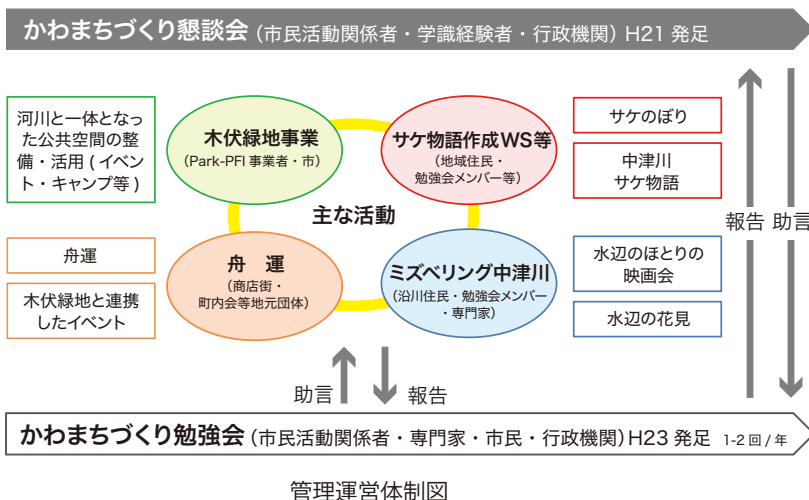 かわまちづくり懇談会 (市民活動関係者・学識経験者・行政機関) H21 発足
河川と一体となっ
た公共空間の整
備・活用 ( イベン
ト・キャンプ等 )
木伏緑地事業
(Park-PFI 事業者・市)
サケ物語作成WS等
(地域住民・
勉強会メンバー等)
サケのぼり
中津川
サケ物語
主な活動
報告
助言
舟運
木伏緑地と連携
したイベント
舟 運
(商店街・
町内会等地元団体)
ミズベリング中津川
(沿川住民・勉強会メンバー
・専門家)
水辺のほとりの
映画会
水辺の花見
助言
報告
かわまちづくり勉強会 (市民活動関係者・専門家・市民・行政機関) H23 発足 1-2 回 / 年
管理運営体制図